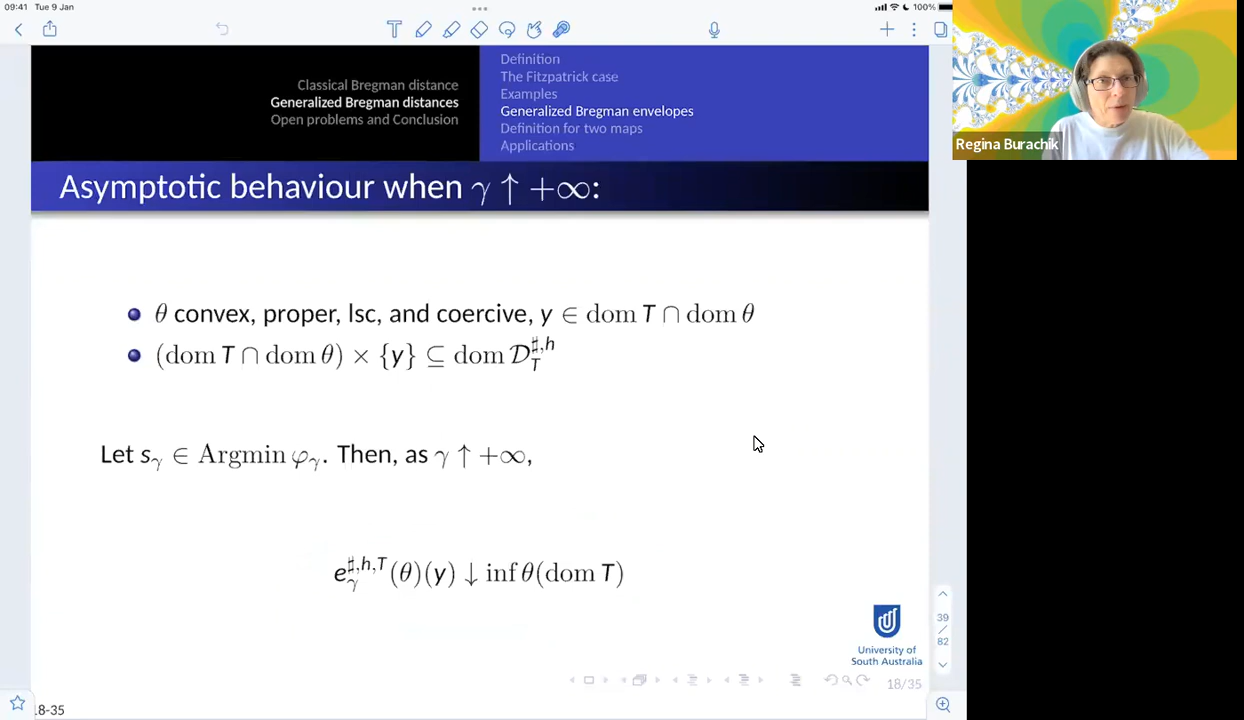 09:41 Tue 9 Jan
100%
Classical Bregman distance
Generalized Bregman distances
Open problems and Conclusion
Definition
The Fitzpatrick case
Examples
Generalized Bregman envelopes
Definition for two maps
Applications
Regina Burachik
Asymptotic behaviour when γ ↑ +∞:
θ convex, proper, lsc, and coercive, y ∈ dom T ∩ dom θ
(dom T ∩ dom θ) × {y} ⊆ dom 𝒟_T^{♯,h}
Let s_γ ∈ Argmin φ_γ. Then, as γ ↑ +∞,
e_γ^{♯,h,T}(θ)(y) ↓ inf θ(dom T)
39
/
82
University of
South Australia
18/35
18-35